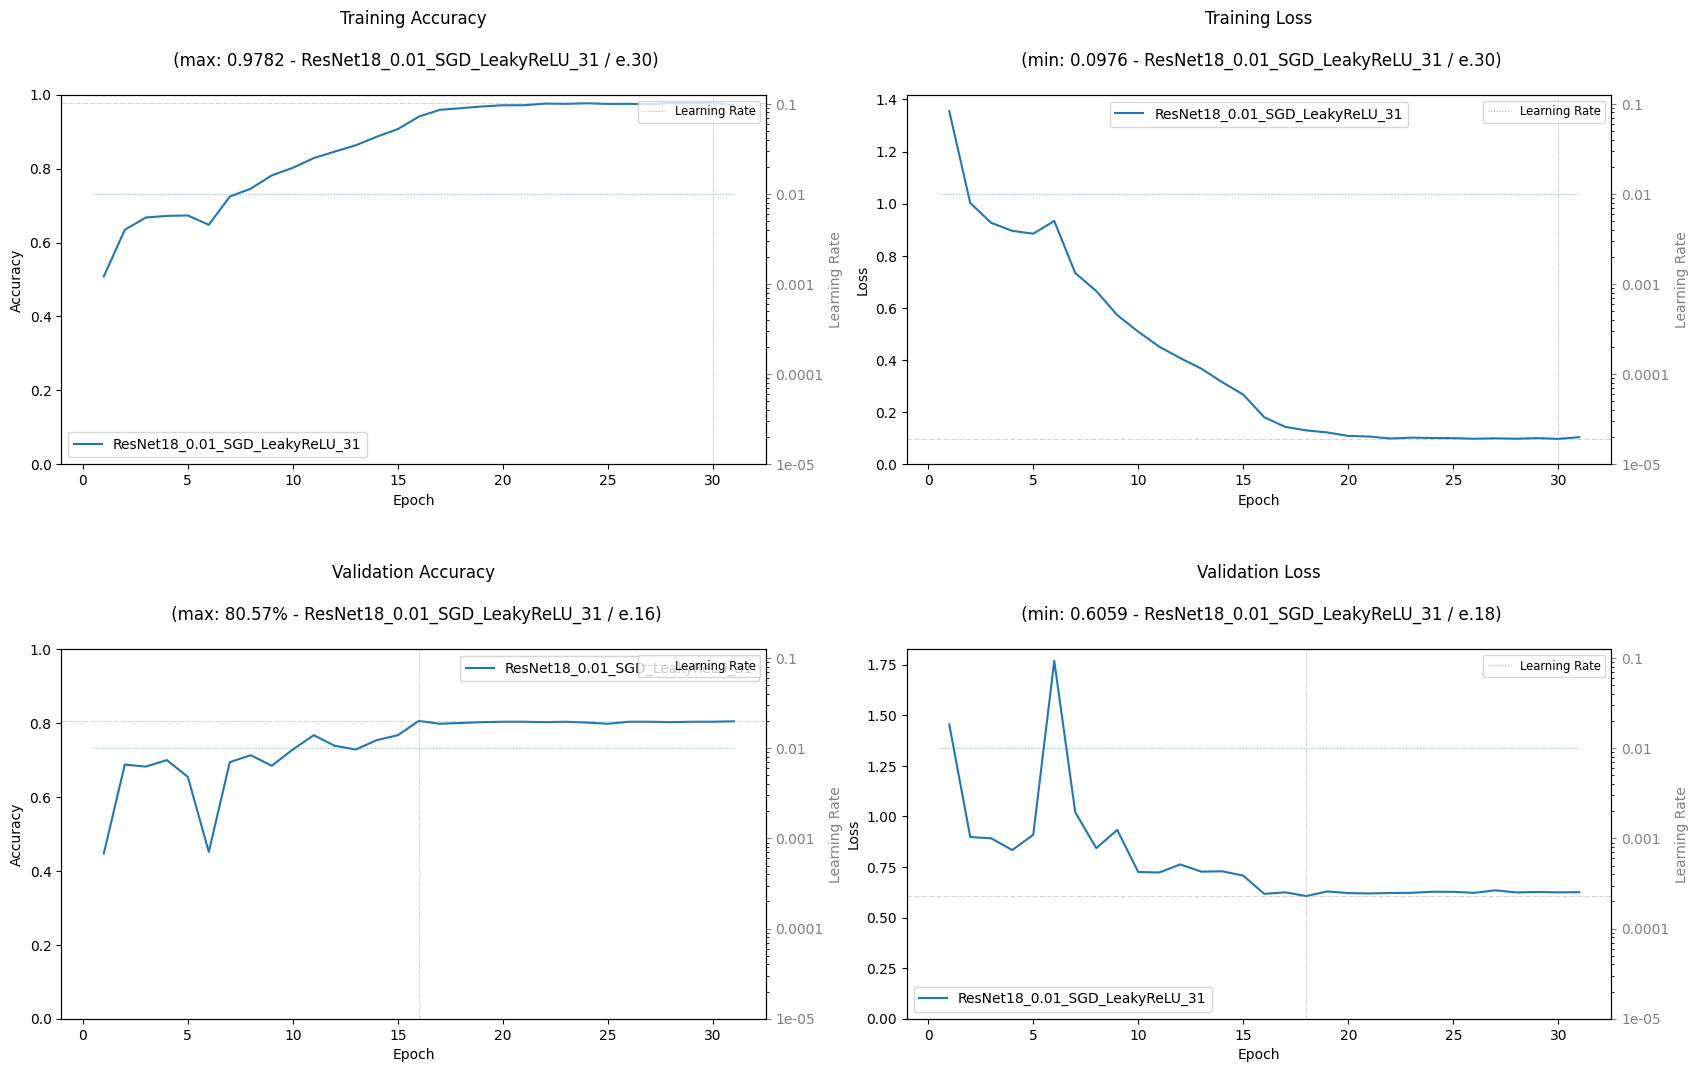 Training Accuracy
(max: 0.9782 - ResNet18_0.01_SGD_LeakyReLU_31 / e.30)
1.0
0.8
0.6
0.4
0.2
0.0
Accuracy
0.1
0.01
0.001
0.0001
1e-05
Learning Rate
Learning Rate
ResNet18_0.01_SGD_LeakyReLU_31
0
5
10
15
20
25
30
Epoch
Training Loss
(min: 0.0976 - ResNet18_0.01_SGD_LeakyReLU_31 / e.30)
1.4
1.2
1.0
0.8
0.6
0.4
0.2
0.0
Loss
ResNet18_0.01_SGD_LeakyReLU_31
Learning Rate
0.1
0.01
0.001
0.0001
1e-05
Learning Rate
0
5
10
15
20
25
30
Epoch
Validation Accuracy
(max: 80.57% - ResNet18_0.01_SGD_LeakyReLU_31 / e.16)
1.0
0.8
0.6
0.4
0.2
0.0
Accuracy
ResNet18_0.01_SGD_LeakyReLU_31
Learning Rate
0.1
0.01
0.001
0.0001
1e-05
Learning Rate
0
5
10
15
20
25
30
Epoch
Validation Loss
(min: 0.6059 - ResNet18_0.01_SGD_LeakyReLU_31 / e.18)
1.75
1.50
1.25
1.00
0.75
0.50
0.25
0.00
Loss
Learning Rate
0.1
0.01
0.001
0.0001
1e-05
Learning Rate
ResNet18_0.01_SGD_LeakyReLU_31
0
5
10
15
20
25
30
Epoch